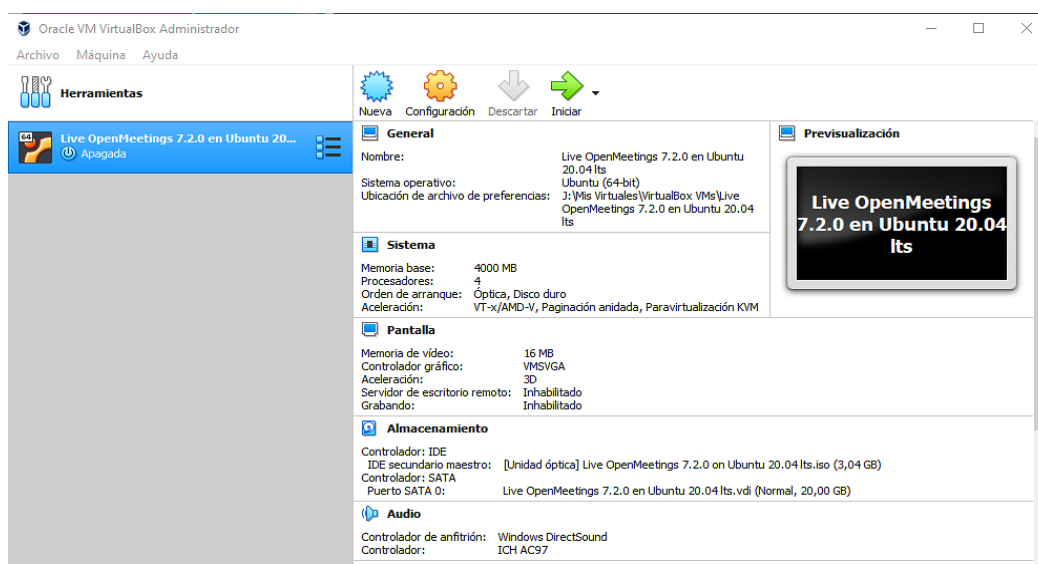 Oracle VM VirtualBox Administrador
Archivo Máquina Ayuda
Herramientas
Nueva Configuración Descartar Iniciar
64
Live OpenMeetings 7.2.0 en Ubuntu 20...
Apagada
General
Nombre: Live OpenMeetings 7.2.0 en Ubuntu
20.04 lts
Sistema operativo: Ubuntu (64-bit)
Ubicación de archivo de preferencias: J:\Mis Virtuales\VirtualBox VMs\Live
OpenMeetings 7.2.0 en Ubuntu 20.04
lts
Previsualización
Live OpenMeetings
7.2.0 en Ubuntu 20.04
lts
Sistema
Memoria base: 4000 MB
Procesadores: 4
Orden de arranque: Óptica, Disco duro
Aceleración: VT-x/AMD-V, Paginación anidada, Paravirtualización KVM
Pantalla
Memoria de vídeo: 16 MB
Controlador gráfico: VMSVGA
Aceleración: 3D
Servidor de escritorio remoto: Inhabilitado
Grabando: Inhabilitado
Almacenamiento
Controlador: IDE
IDE secundario maestro: [Unidad óptica] Live OpenMeetings 7.2.0 on Ubuntu 20.04 lts.iso (3,04 GB)
Controlador: SATA
Puerto SATA 0: Live OpenMeetings 7.2.0 en Ubuntu 20.04 lts.vdi (Normal, 20,00 GB)
Audio
Controlador de anfitrión: Windows DirectSound
Controlador: ICH AC97